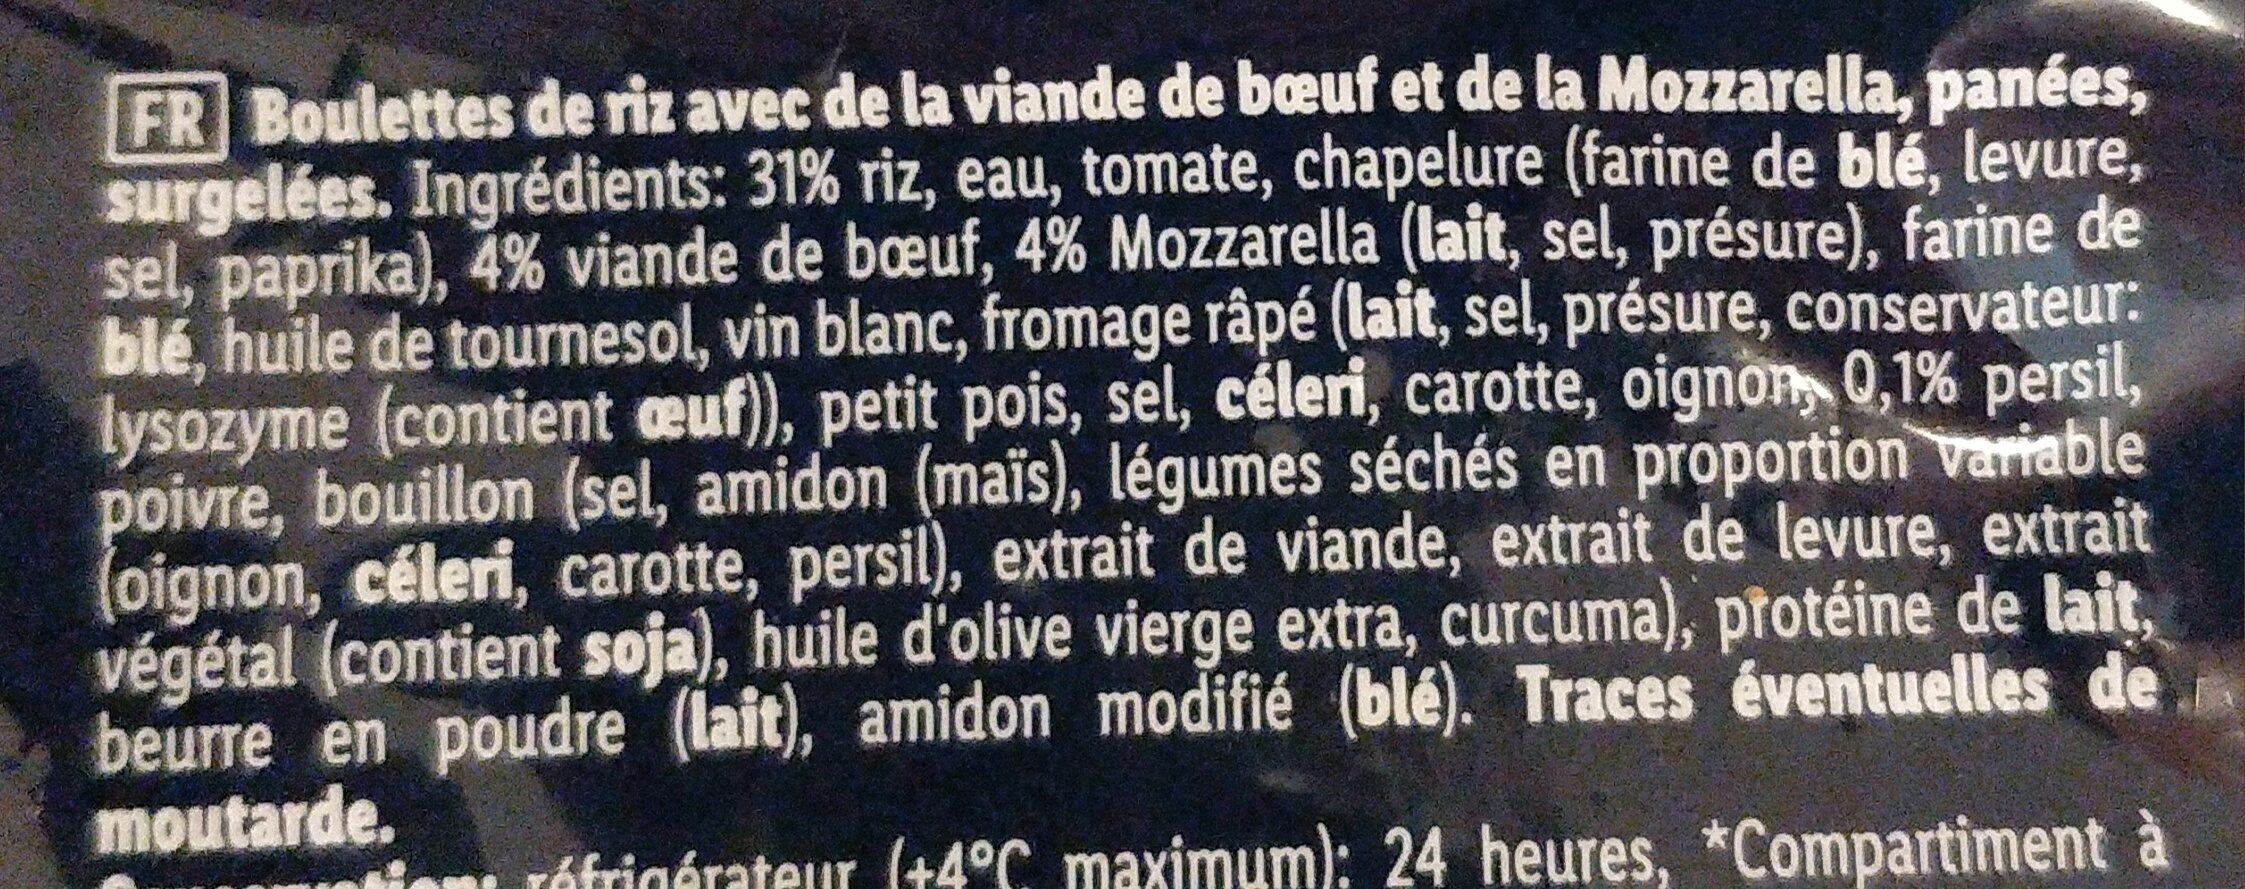 FR Boulettes de riz avec de la viande de bœuf et de la Mozzarella, panées,
surgelées. Ingrédients: 31% riz, eau, tomate, chapelure (farine de blé, levure,
sel, paprika), 4% viande de bœuf, 4% Mozzarella (lait, sel, présure), farine de
blé, huile de tournesol, vin blanc, fromage râpé (lait, sel, présure, conservateur:
lysozyme (contient œuf)), petit pois, sel, céleri, carotte, oignon, 0,1% persil,
poivre, bouillon (sel, amidon (maïs), légumes séchés en proportion variable
(oignon, céleri, carotte, persil), extrait de viande, extrait de levure, extrait
végétal (contient soja), huile d'olive vierge extra, curcuma), protéine de lait,
beurre en poudre (lait), amidon modifié (blé). Traces éventuelles de
moutarde.
réfrigérateur (+4°C maximum): 24 heures, *Compartiment à